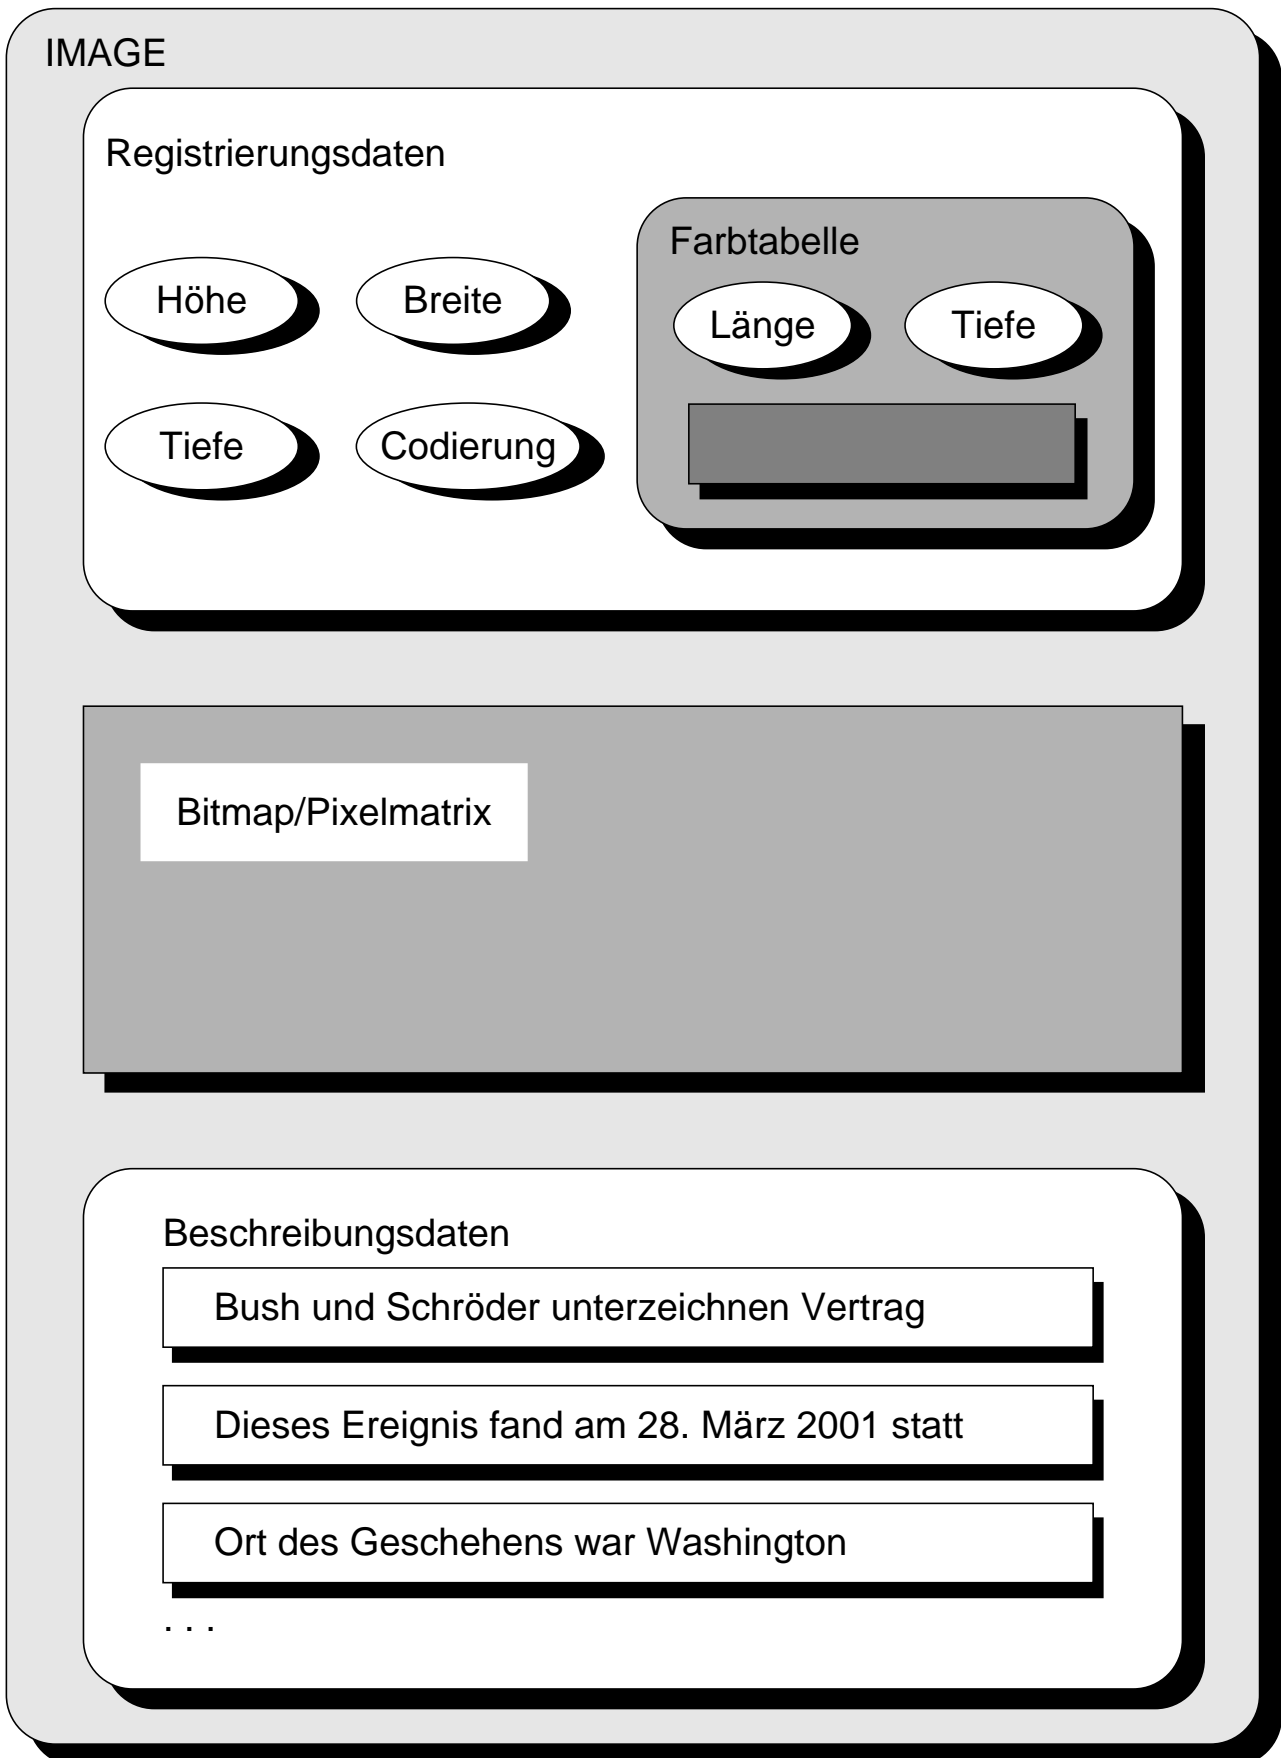 IMAGE
Registrierungsdaten
Farbtabelle
Höhe Breite
Länge Tiefe
Tiefe Codierung
Bitmap/Pixelmatrix
Beschreibungsdaten
Bush und Schröder unterzeichnen Vertrag
Dieses Ereignis fand am 28. März 2001 statt
Ort des Geschehens war Washington
. . .